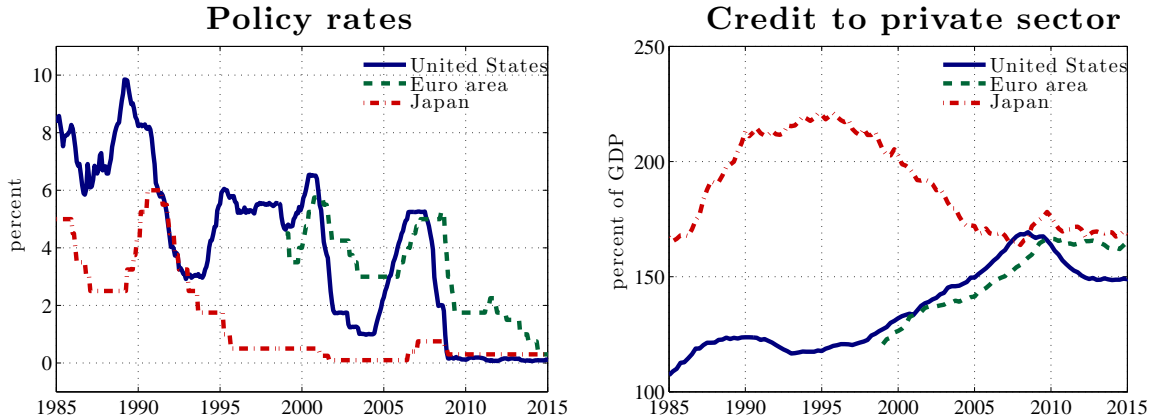 Policy rates
percent
10
8
6
4
2
0
1985 1990 1995 2000 2005 2010 2015
United States
Euro area
Japan
Credit to private sector
percent of GDP
250
200
150
100
1985 1990 1995 2000 2005 2010 2015
United States
Euro area
Japan